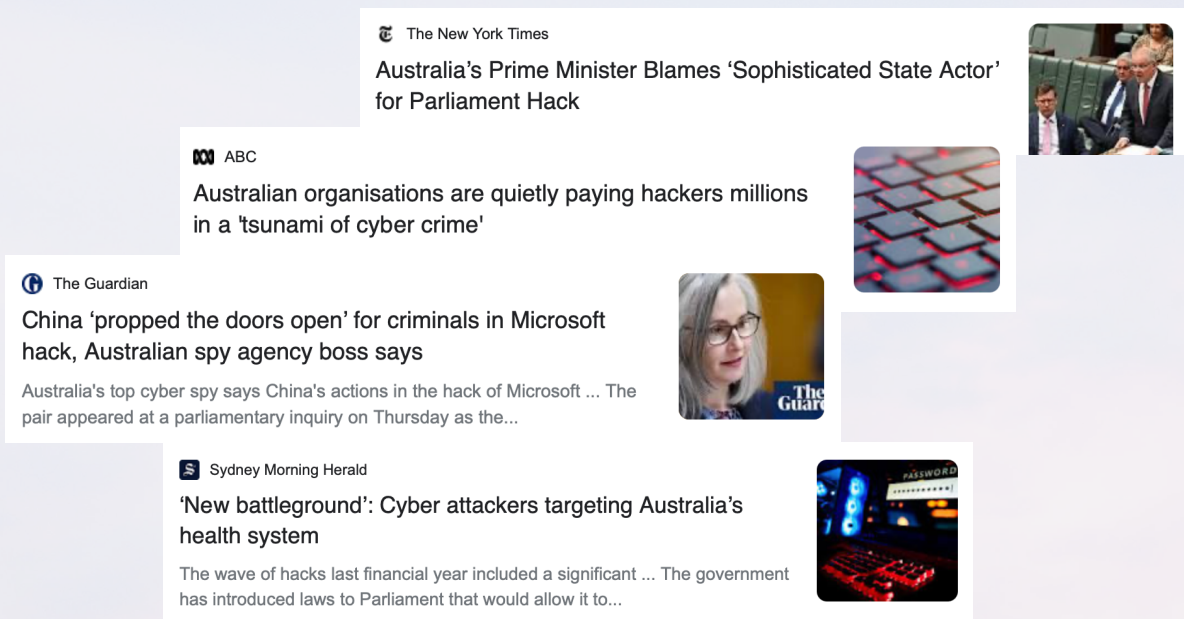 The New York Times
Australia’s Prime Minister Blames ‘Sophisticated State Actor’
for Parliament Hack
ABC
Australian organisations are quietly paying hackers millions
in a 'tsunami of cyber crime'
The Guardian
China ‘propped the doors open’ for criminals in Microsoft
hack, Australian spy agency boss says
Australia's top cyber spy says China's actions in the hack of Microsoft ... The
pair appeared at a parliamentary inquiry on Thursday as the...
The
Guard
Sydney Morning Herald
‘New battleground’: Cyber attackers targeting Australia’s
health system
The wave of hacks last financial year included a significant ... The government
has introduced laws to Parliament that would allow it to...
PASSWORD